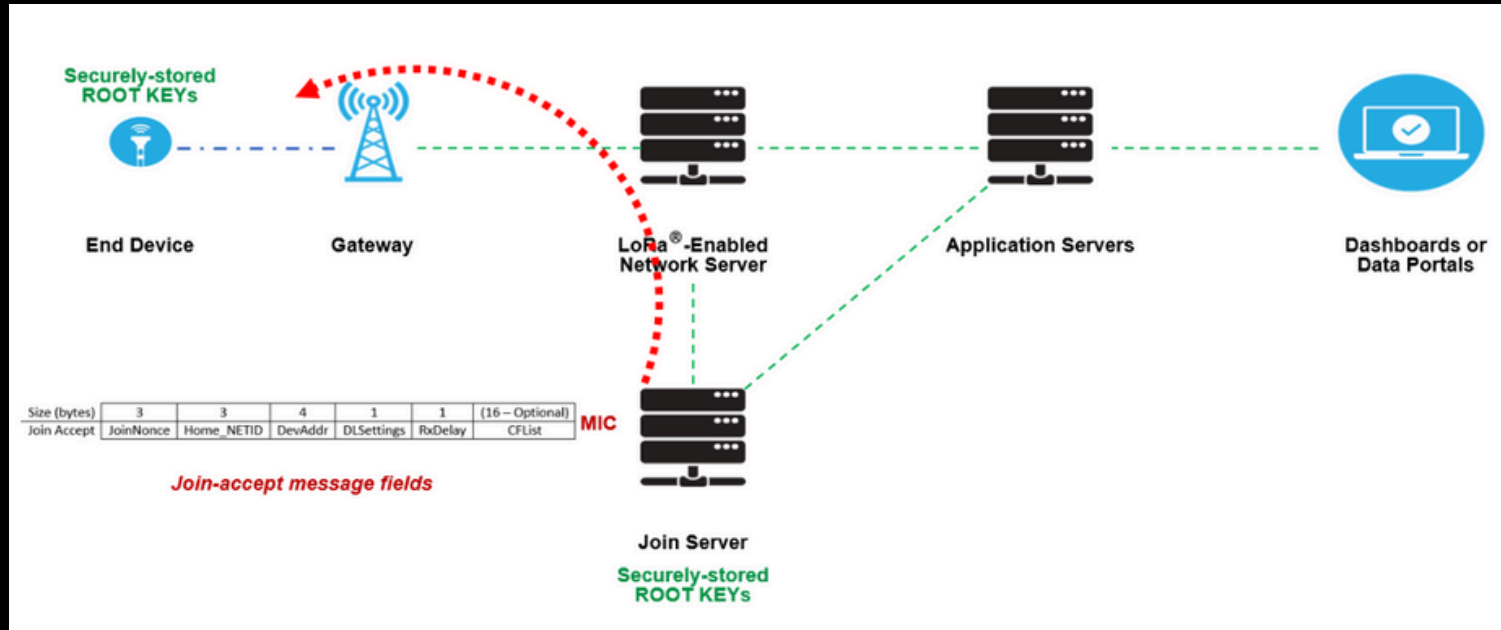 Securely-stored
ROOT KEYs
End Device
Gateway
LoRa®-Enabled
Network Server
Application Servers
Dashboards or
Data Portals
Size (bytes) 3 3 4 1 1 (16 – Optional)
Join Accept JoinNonce Home_NETID DevAddr DLSettings RxDelay CFList
MIC
Join-accept message fields
Join Server
Securely-stored
ROOT KEYs